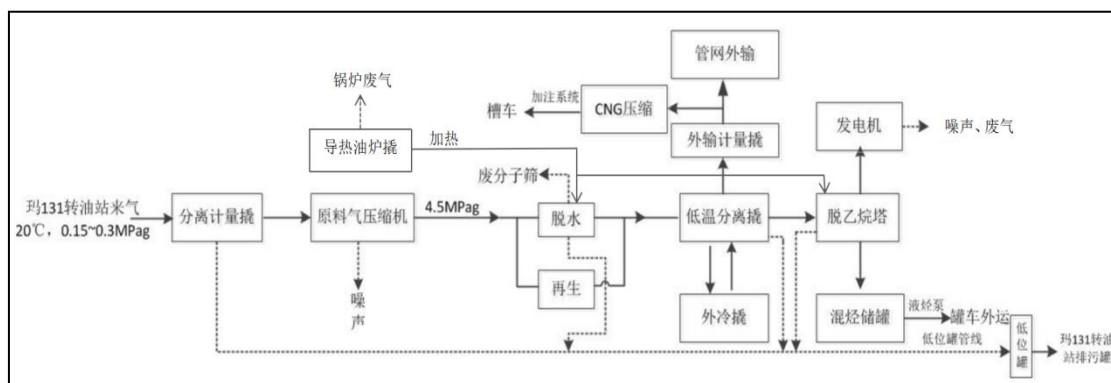 管网外输
锅炉废气
槽车
加注系统
CNG压缩
发电机
噪声、废气
导热油炉撬
加热
外输计量撬
废分子筛
玛131转油站来气
20℃，0.15~0.3MPag
分离计量撬
原料气压缩机
4.5MPag
脱水
低温分离撬
脱乙烷塔
再生
噪
声
外冷撬
混烃储罐
液烃泵
罐车外运
低位罐管线
低
位
罐
玛131转油
站排污罐